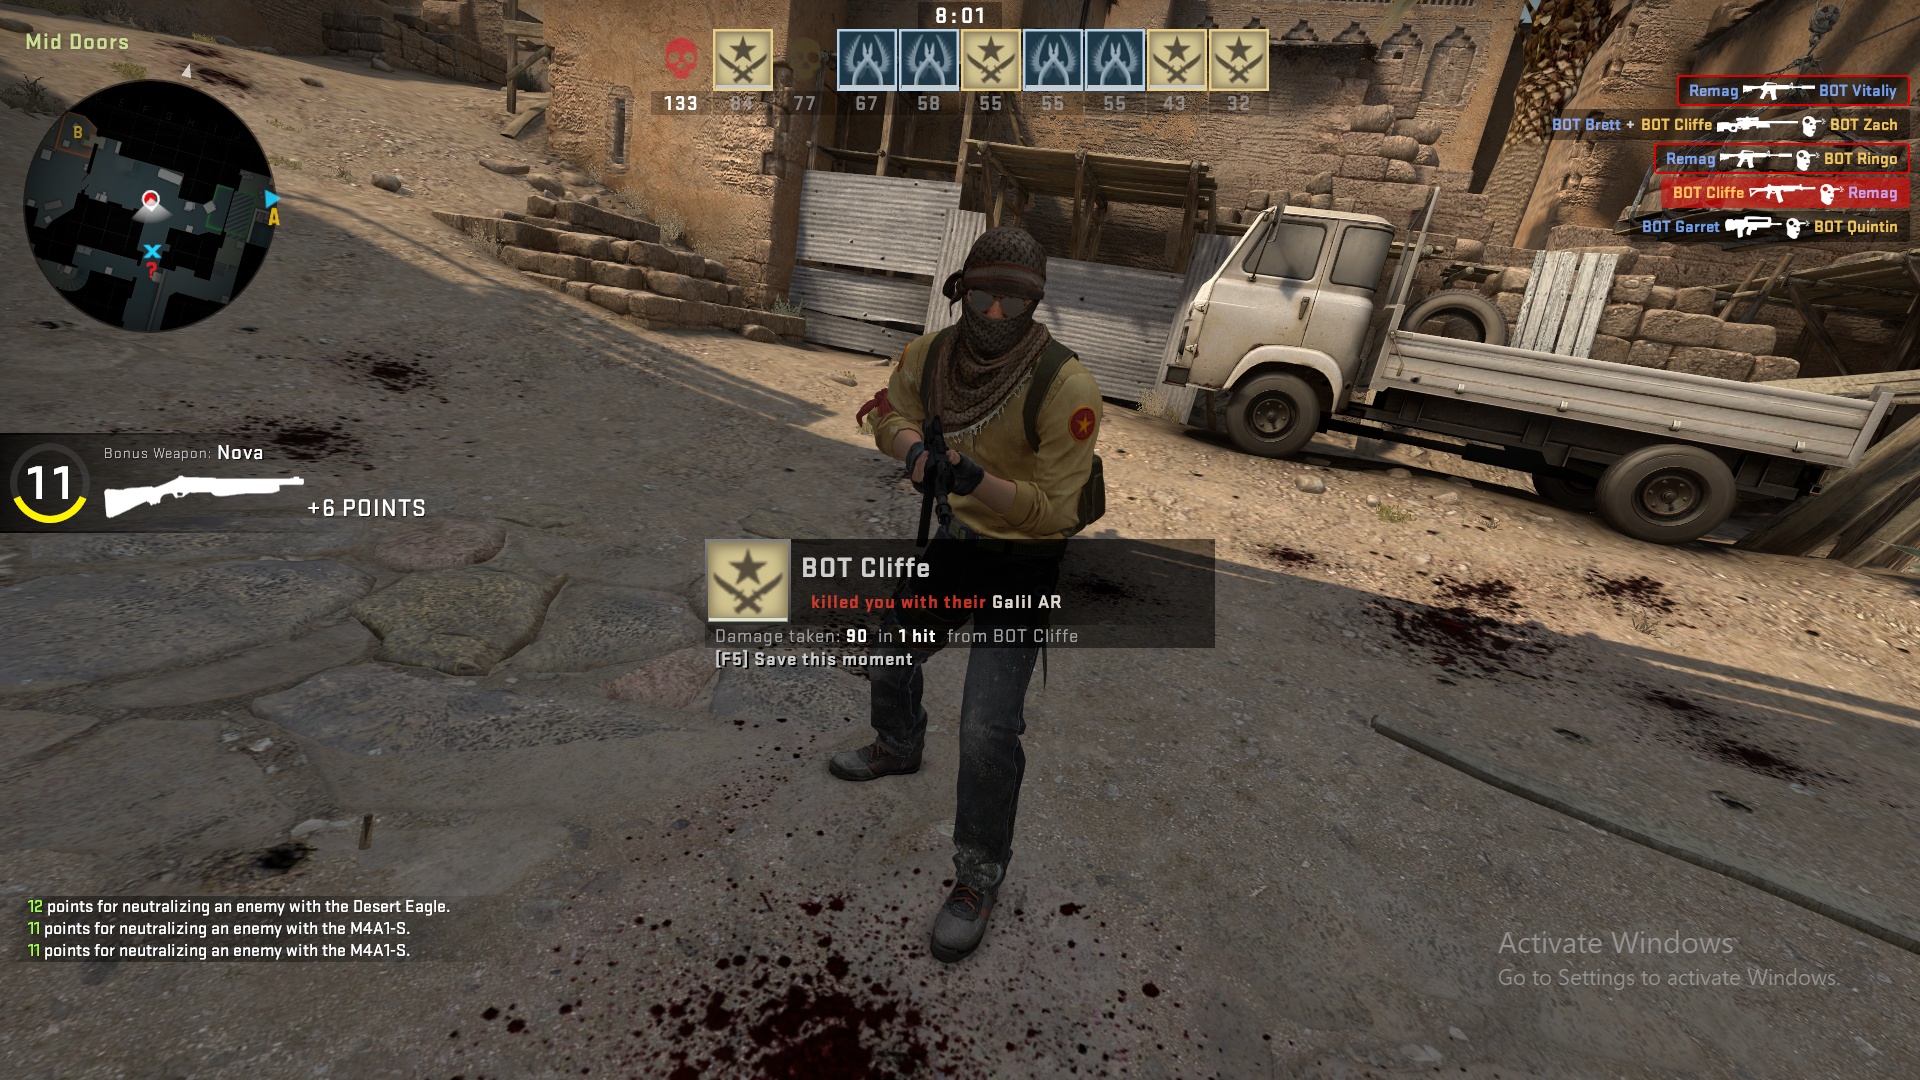 8:01
Mid Doors
133 84 77 67 58 55 55 55 43 32
Remag BOT Vitaliy
BOT Brett + BOT Cliffe BOT Zach
Remag BOT Ringo
BOT Cliffe Remag
BOT Garret BOT Quintin
B
A
?
11
Bonus Weapon: Nova
+6 POINTS
BOT Cliffe
killed you with their Galil AR
Damage taken: 90 in 1 hit from BOT Cliffe
[F5] Save this moment
12 points for neutralizing an enemy with the Desert Eagle.
11 points for neutralizing an enemy with the M4A1-S.
11 points for neutralizing an enemy with the M4A1-S.
Activate Windows
Go to Settings to activate Windows.